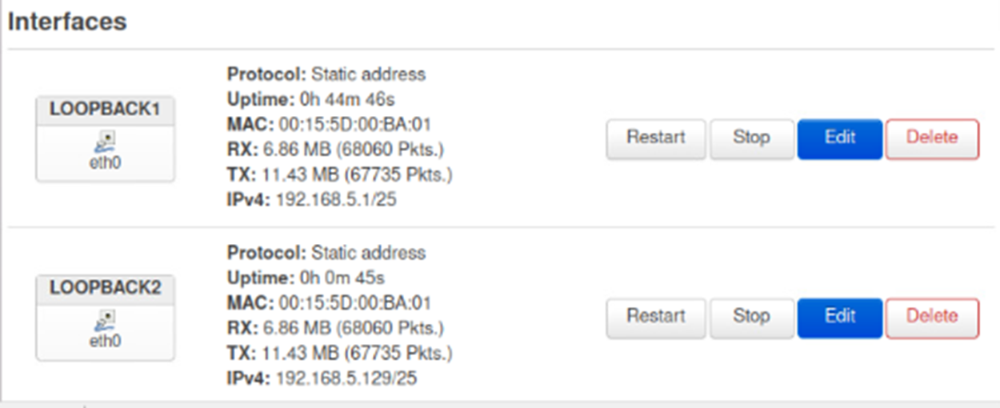 Interfaces
LOOPBACK1
eth0
Protocol: Static address
Uptime: 0h 44m 46s
MAC: 00:15:5D:00:BA:01
RX: 6.86 MB (68060 Pkts.)
TX: 11.43 MB (67735 Pkts.)
IPv4: 192.168.5.1/25
Restart Stop Edit Delete
LOOPBACK2
eth0
Protocol: Static address
Uptime: 0h 0m 45s
MAC: 00:15:5D:00:BA:01
RX: 6.86 MB (68060 Pkts.)
TX: 11.43 MB (67735 Pkts.)
IPv4: 192.168.5.129/25
Restart Stop Edit Delete